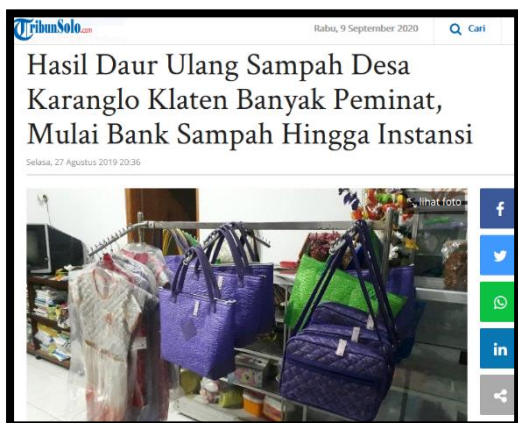 TribunSolo.com
Rabu, 9 September 2020
Cari
Hasil Daur Ulang Sampah Desa
Karanglo Klaten Banyak Peminat,
Mulai Bank Sampah Hingga Instansi
Selasa, 27 Agustus 2019 20:36
lihat foto